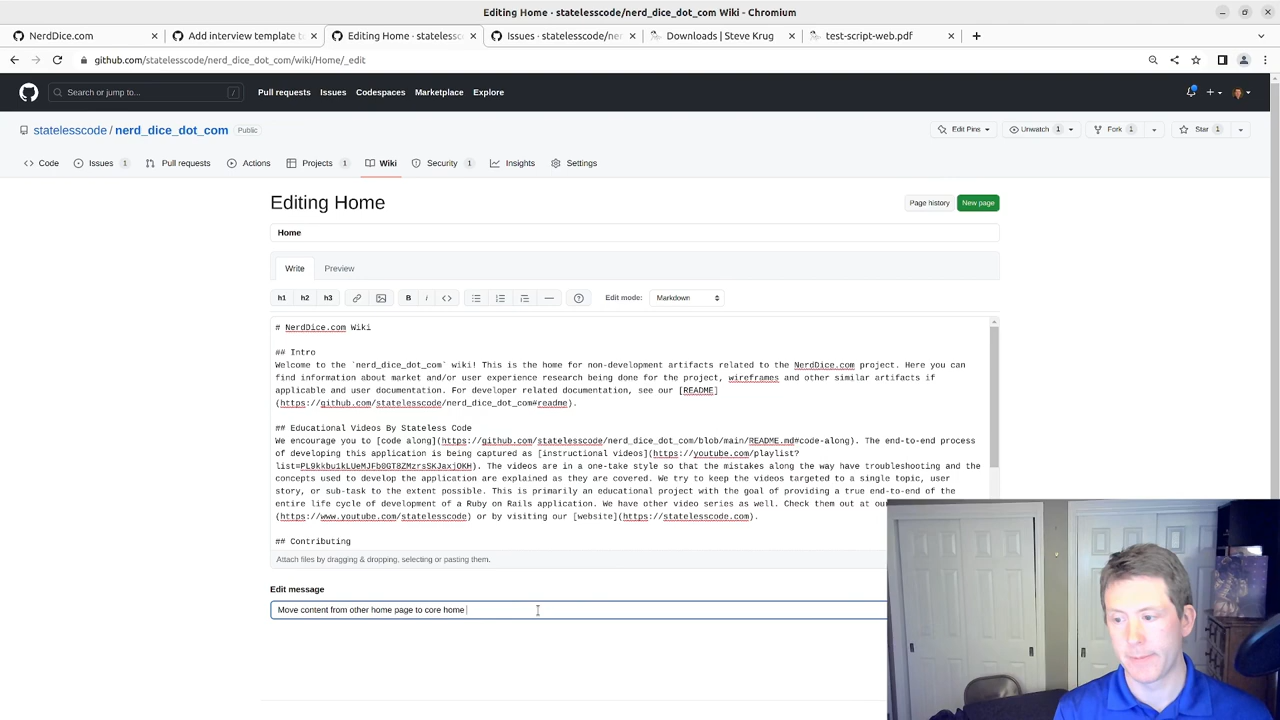 Editing Home · statelesscode/nerd_dice_dot_com Wiki - Chromium
NerdDice.com
Add interview template t
Editing Home · statelessc
Issues · statelesscode/ner
Downloads | Steve Krug
test-script-web.pdf
github.com/statelesscode/nerd_dice_dot_com/wiki/Home/_edit
Search or jump to... /
Pull requests Issues Codespaces Marketplace Explore
statelesscode / nerd_dice_dot_com Public
Edit Pins Unwatch 1 Fork 1 Star 1
Code Issues 1 Pull requests Actions Projects 1 Wiki Security 1 Insights Settings
Editing Home
Page history New page
Home
Write Preview
h1 h2 h3 B i Edit mode: Markdown
# NerdDice.com Wiki
## Intro
Welcome to the `nerd_dice_dot_com` wiki! This is the home for non-development artifacts related to the NerdDice.com project. Here you can
find information about market and/or user experience research being done for the project, wireframes and other similar artifacts if
applicable and user documentation. For developer related documentation, see our [README]
(https://github.com/statelesscode/nerd_dice_dot_com#readme).
## Educational Videos By Stateless Code
We encourage you to [code along](https://github.com/statelesscode/nerd_dice_dot_com/blob/main/README.md#code-along). The end-to-end process
of developing this application is being captured as [instructional videos](https://youtube.com/playlist?
list=PL9kkbu1kLUeMJFb0GT8ZMzrsSKJaxjOKH). The videos are in a one-take style so that the mistakes along the way have troubleshooting and the
concepts used to develop the application are explained as they are covered. We try to keep the videos targeted to a single topic, user
story, or sub-task to the extent possible. This is primarily an educational project with the goal of providing a true end-to-end of the
entire life cycle of development of a Ruby on Rails application. We have other video series as well. Check them out at ou
(https://www.youtube.com/statelesscode) or by visiting our [website](https://statelesscode.com).
## Contributing
Attach files by dragging & dropping, selecting or pasting them.
Edit message
Move content from other home page to core home